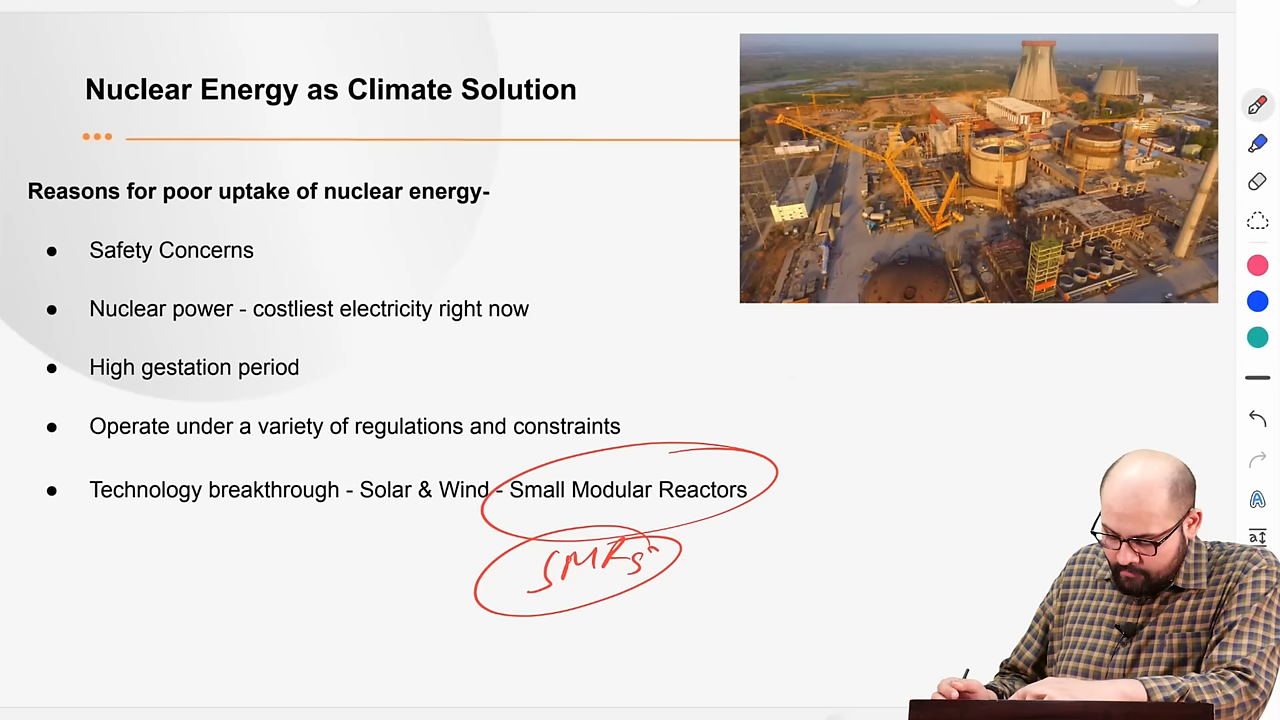 Nuclear Energy as Climate Solution
Reasons for poor uptake of nuclear energy-
● Safety Concerns
● Nuclear power - costliest electricity right now
● High gestation period
● Operate under a variety of regulations and constraints
● Technology breakthrough - Solar & Wind - Small Modular Reactors
SMRs